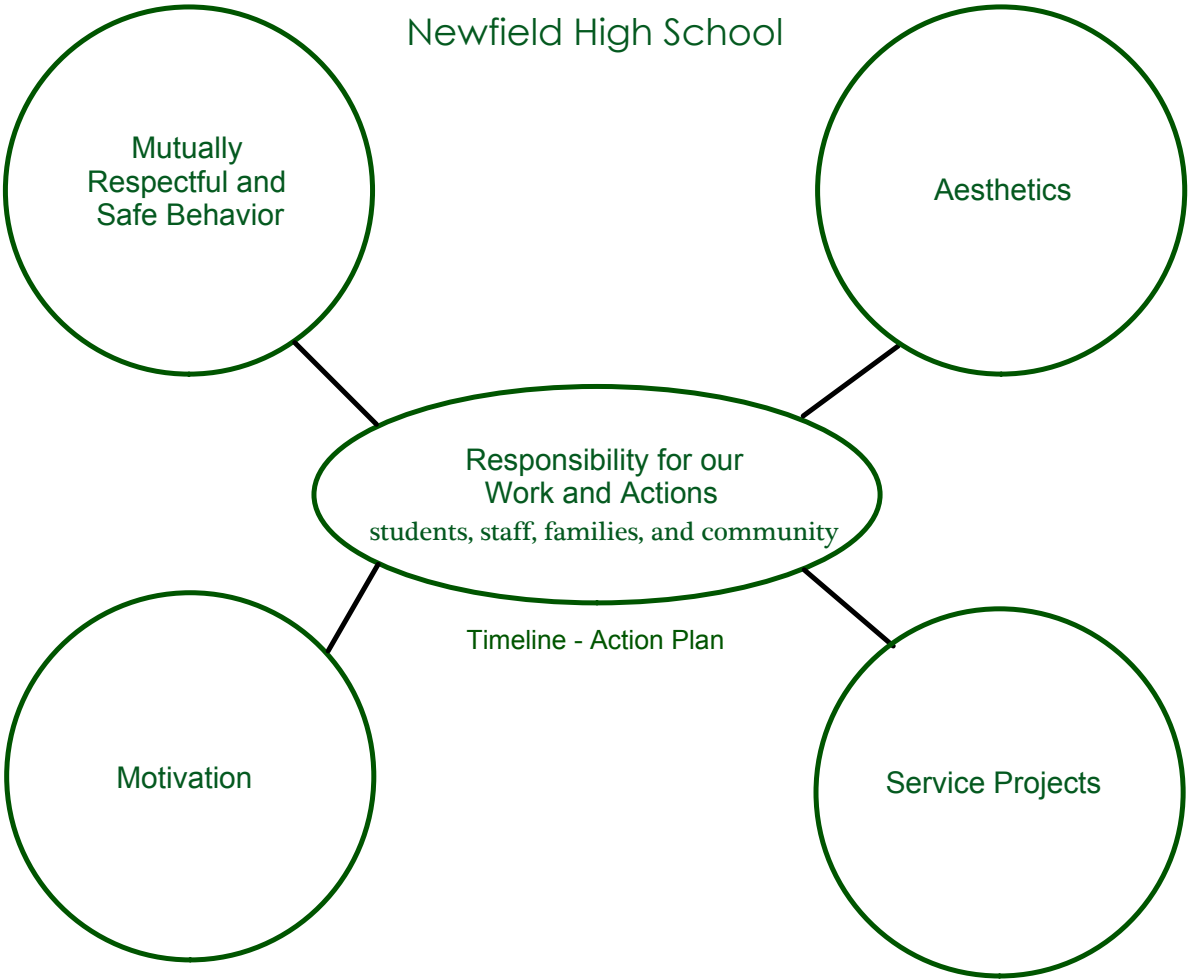 Newfield High School
Mutually
Respectful and
Safe Behavior
Aesthetics
Responsibility for our
Work and Actions
students, staff, families, and community
Timeline - Action Plan
Motivation
Service Projects